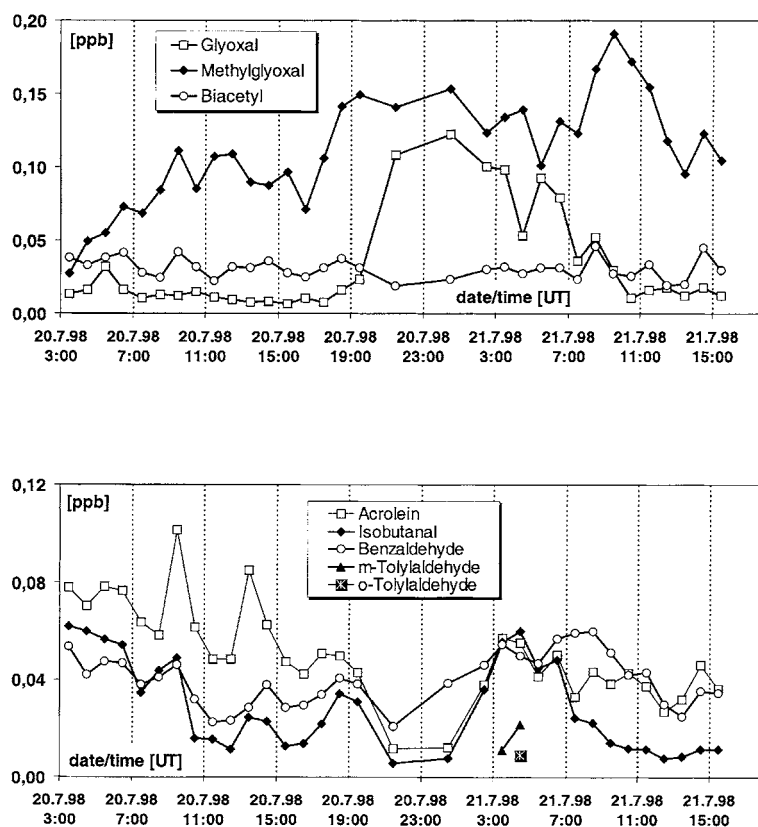 0,20
[ppb]
Glyoxal
Methylglyoxal
Biacetyl
0,15
0,10
0,05
0,00
date/time [UT]
20.7.98 20.7.98 20.7.98 20.7.98 20.7.98 20.7.98 21.7.98 21.7.98 21.7.98 21.7.98
3:00 7:00 11:00 15:00 19:00 23:00 3:00 7:00 11:00 15:00
0,12
[ppb]
Acrolein
Isobutanal
Benzaldehyde
m-Tolylaldehyde
o-Tolylaldehyde
0,08
0,04
date/time [UT]
0,00
20.7.98 20.7.98 20.7.98 20.7.98 20.7.98 20.7.98 21.7.98 21.7.98 21.7.98 21.7.98
3:00 7:00 11:00 15:00 19:00 23:00 3:00 7:00 11:00 15:00